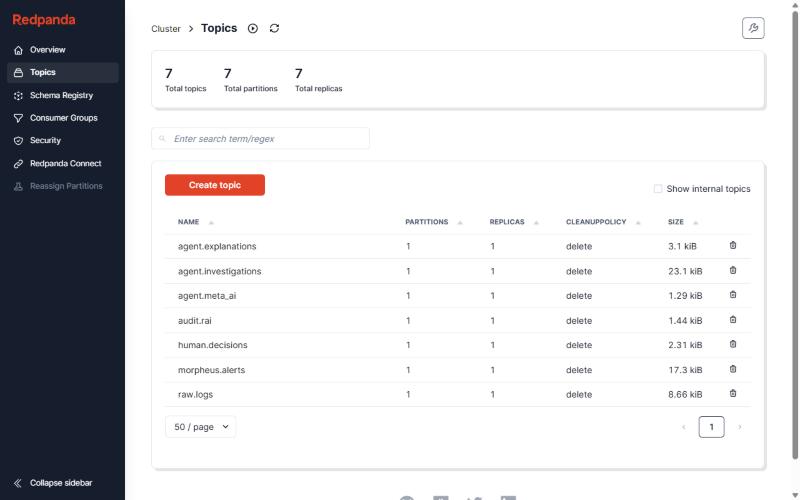 Redpanda
Overview
Topics
Schema Registry
Consumer Groups
Security
Redpanda Connect
Reassign Partitions
Collapse sidebar
Cluster > Topics
7 7 7
Total topics Total partitions Total replicas
Enter search term/regex
Create topic
Show internal topics
NAME PARTITIONS REPLICAS CLEANUPPOLICY SIZE
agent.explanations 1 1 delete 3.1 kiB
agent.investigations 1 1 delete 23.1 kiB
agent.meta_ai 1 1 delete 1.29 kiB
audit.rai 1 1 delete 1.44 kiB
human.decisions 1 1 delete 2.31 kiB
morpheus.alerts 1 1 delete 17.3 kiB
raw.logs 1 1 delete 8.66 kiB
50 / page
1